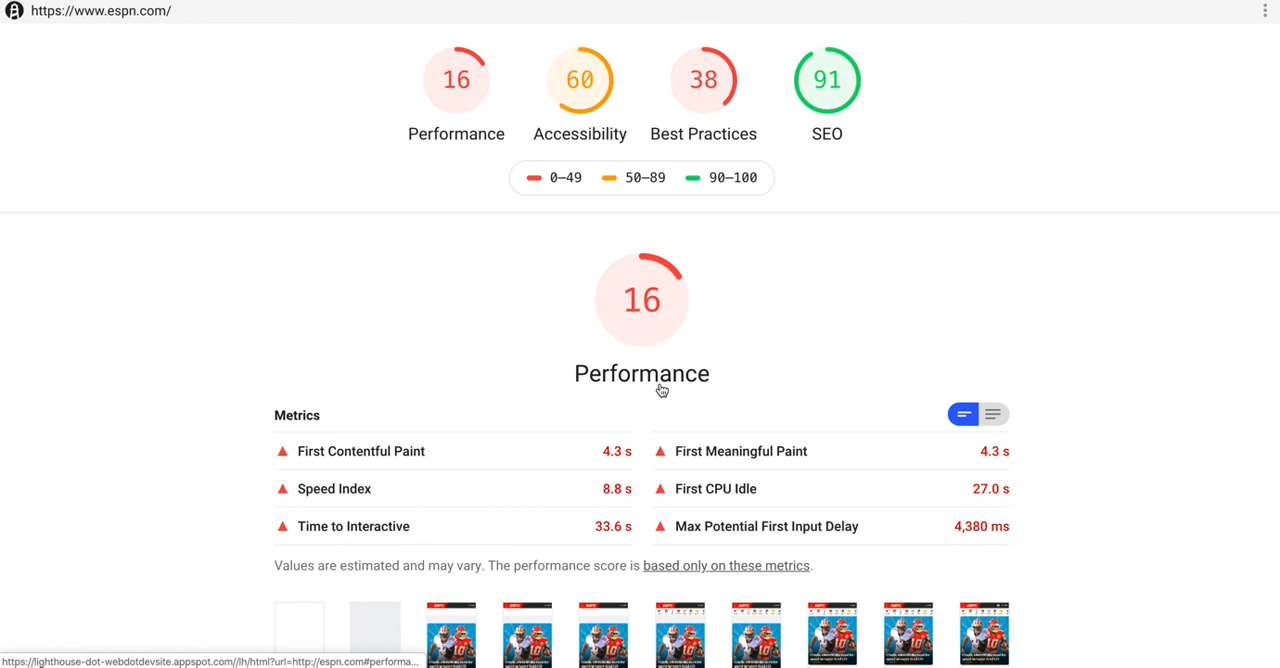 https://www.espn.com/
16 60 38 91
Performance Accessibility Best Practices SEO
0–49 50–89 90–100
16
Performance
Metrics
First Contentful Paint 4.3 s First Meaningful Paint 4.3 s
Speed Index 8.8 s First CPU Idle 27.0 s
Time to Interactive 33.6 s Max Potential First Input Delay 4,380 ms
Values are estimated and may vary. The performance score is based only on these metrics.
https://lighthouse-dot-webdotdevsite.appspot.com//lh/html?url=http://espn.com#performa...